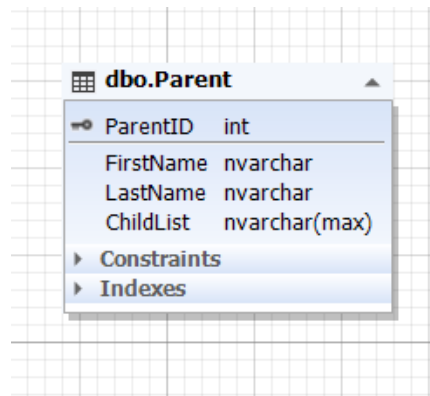 dbo.Parent
ParentID int
FirstName nvarchar
LastName nvarchar
ChildList nvarchar(max)
Constraints
Indexes